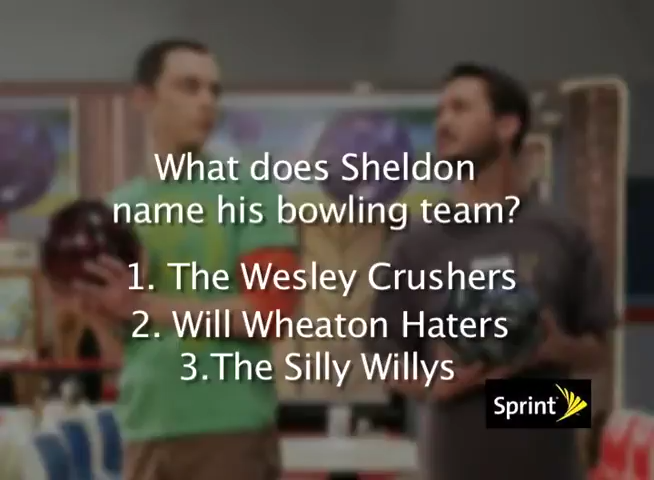 What does Sheldon
name his bowling team?
1. The Wesley Crushers
2. Will Wheaton Haters
3.The Silly Willys
Sprint